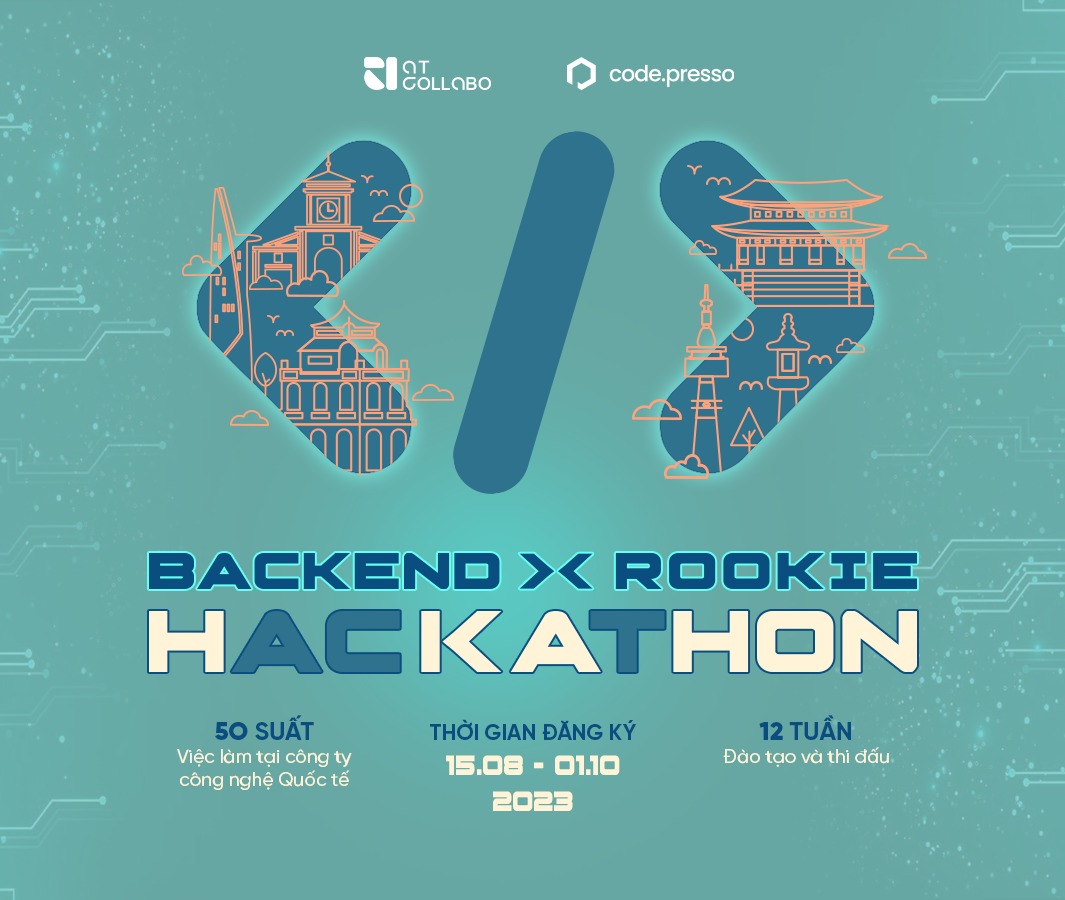 AT
COLLABO
code.presso
BACKEND X ROOKIE
HACKATHON
50 SUẤT
Việc làm tại công ty
công nghệ Quốc tế
THỜI GIAN ĐĂNG KÝ
15.08 - 01.10
2023
12 TUẦN
Đào tạo và thi đấu